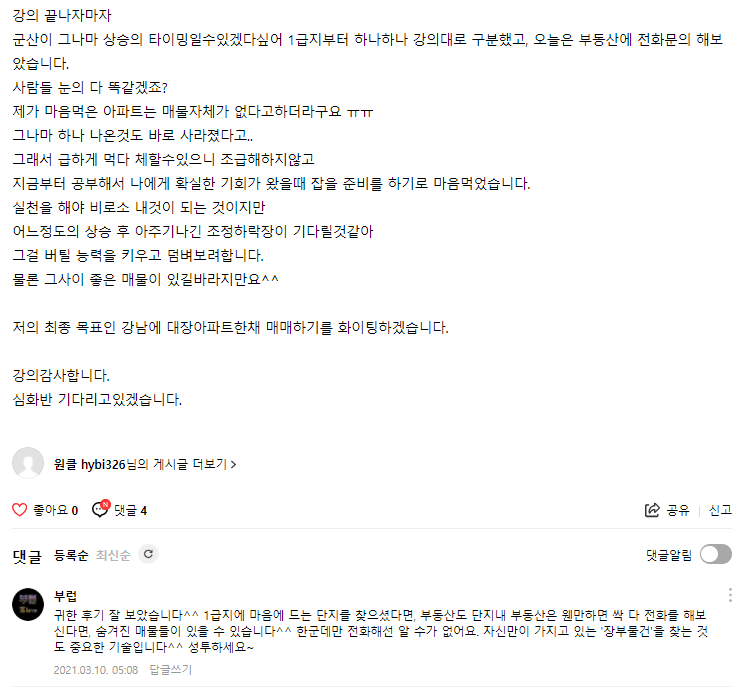 강의 끝나자마자
군산이 그나마 상승의 타이밍일수있겠다싶어 1급지부터 하나하나 강의대로 구분했고, 오늘은 부동산에 전화문의 해보
았습니다.
사람들 눈의 다 똑같겠죠?
제가 마음먹은 아파트는 매물자체가 없다고하더라구요 ㅠㅠ
그나마 하나 나온것도 바로 사라졌다고..
그래서 급하게 먹다 체할수있으니 조급해하지않고
지금부터 공부해서 나에게 확실한 기회가 왔을때 잡을 준비를 하기로 마음먹었습니다.
실천을 해야 비로소 내것이 되는 것이지만
어느정도의 상승 후 아주기나긴 조정하락장이 기다릴것같아
그걸 버틸 능력을 키우고 덤벼보려합니다.
물론 그사이 좋은 매물이 있길바라지만요^^
저의 최종 목표인 강남에 대장아파트한채 매매하기를 화이팅하겠습니다.
강의감사합니다.
심화반 기다리고있겠습니다.
원클 hybi326님의 게시글 더보기 >
좋아요 0 N 댓글 4 공유 신고
댓글 등록순 최신순 댓글알림
부럽
귀한 후기 잘 보았습니다^^ 1급지에 마음에 드는 단지를 찾으셨다면, 부동산도 단지내 부동산은 웬만하면 싹 다 전화를 해보
신다면, 숨겨진 매물들이 있을 수 있습니다^^ 한군데만 전화해선 알 수가 없어요. 자신만이 가지고 있는 '장부물건'을 찾는 것
도 중요한 기술입니다^^ 성투하세요~
2021.03.10. 05:08 답글쓰기